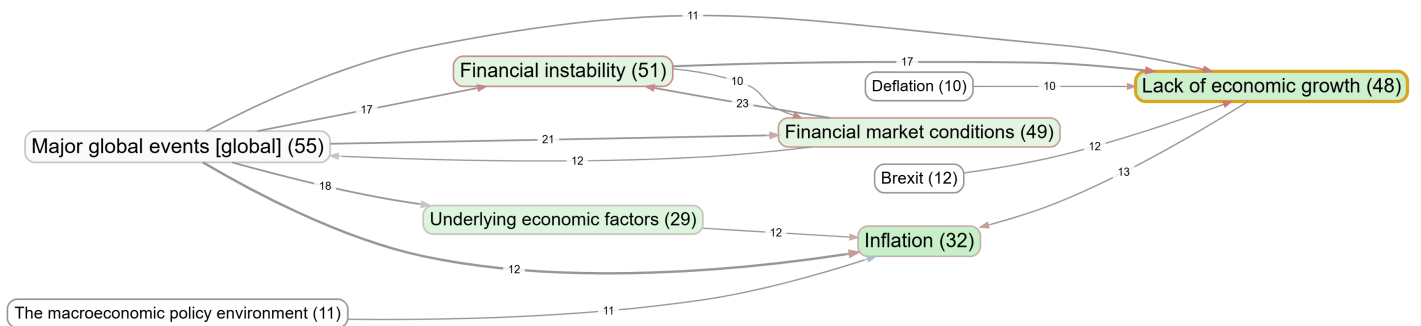 11
Financial instability (51)
17
10
Deflation (10)
10
Lack of economic growth (48)
17
23
Major global events [global] (55)
21
Financial market conditions (49)
12
12
Brexit (12)
13
18
Underlying economic factors (29)
12
Inflation (32)
12
The macroeconomic policy environment (11)
11